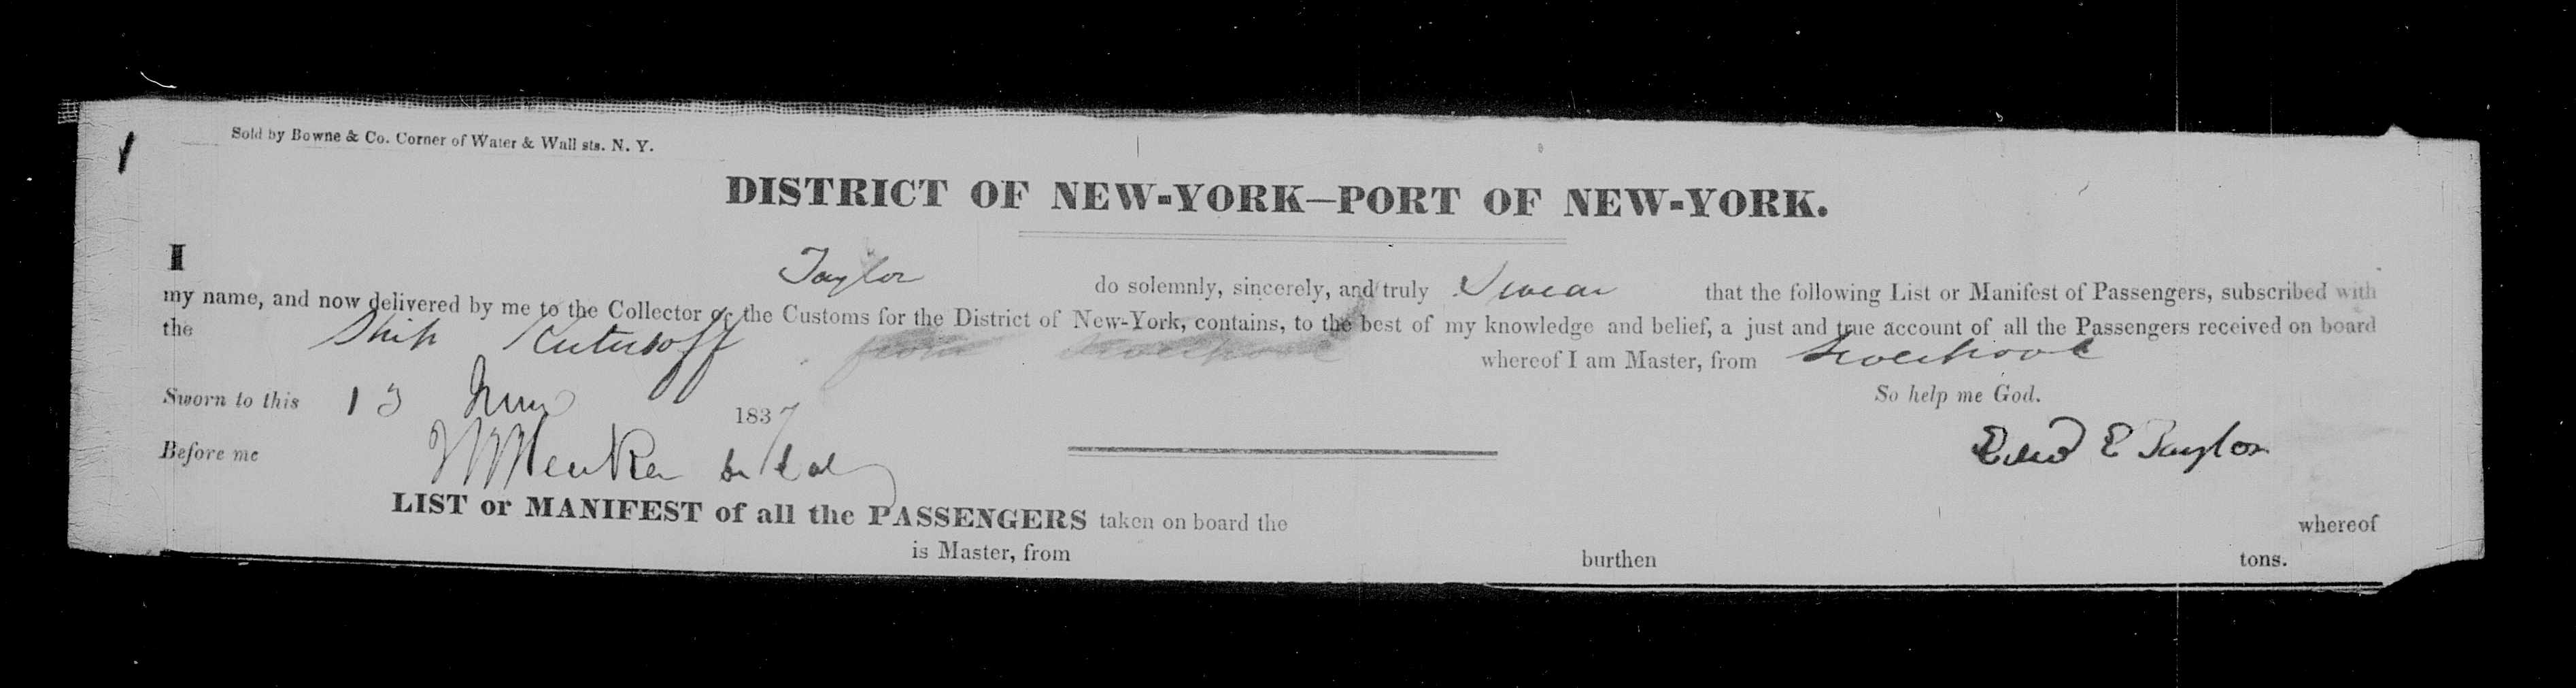 Sold by Bowne & Co. Corner of Water & Wall sts. N. Y.
DISTRICT OF NEW-YORK—PORT OF NEW-YORK.
I Taylor do solemnly, sincerely, and truly Swear that the following List or Manifest of Passengers, subscribed with
my name, and now delivered by me to the Collector of the Customs for the District of New-York, contains, to the best of my knowledge and belief, a just and true account of all the Passengers received on board
the Ship Kutusoff from Liverpool whereof I am Master, from Liverpool
Sworn to this 13 1837 So help me God.
Before me Edwd E Taylor
LIST or MANIFEST of all the PASSENGERS taken on board the whereof
is Master, from burthen tons.